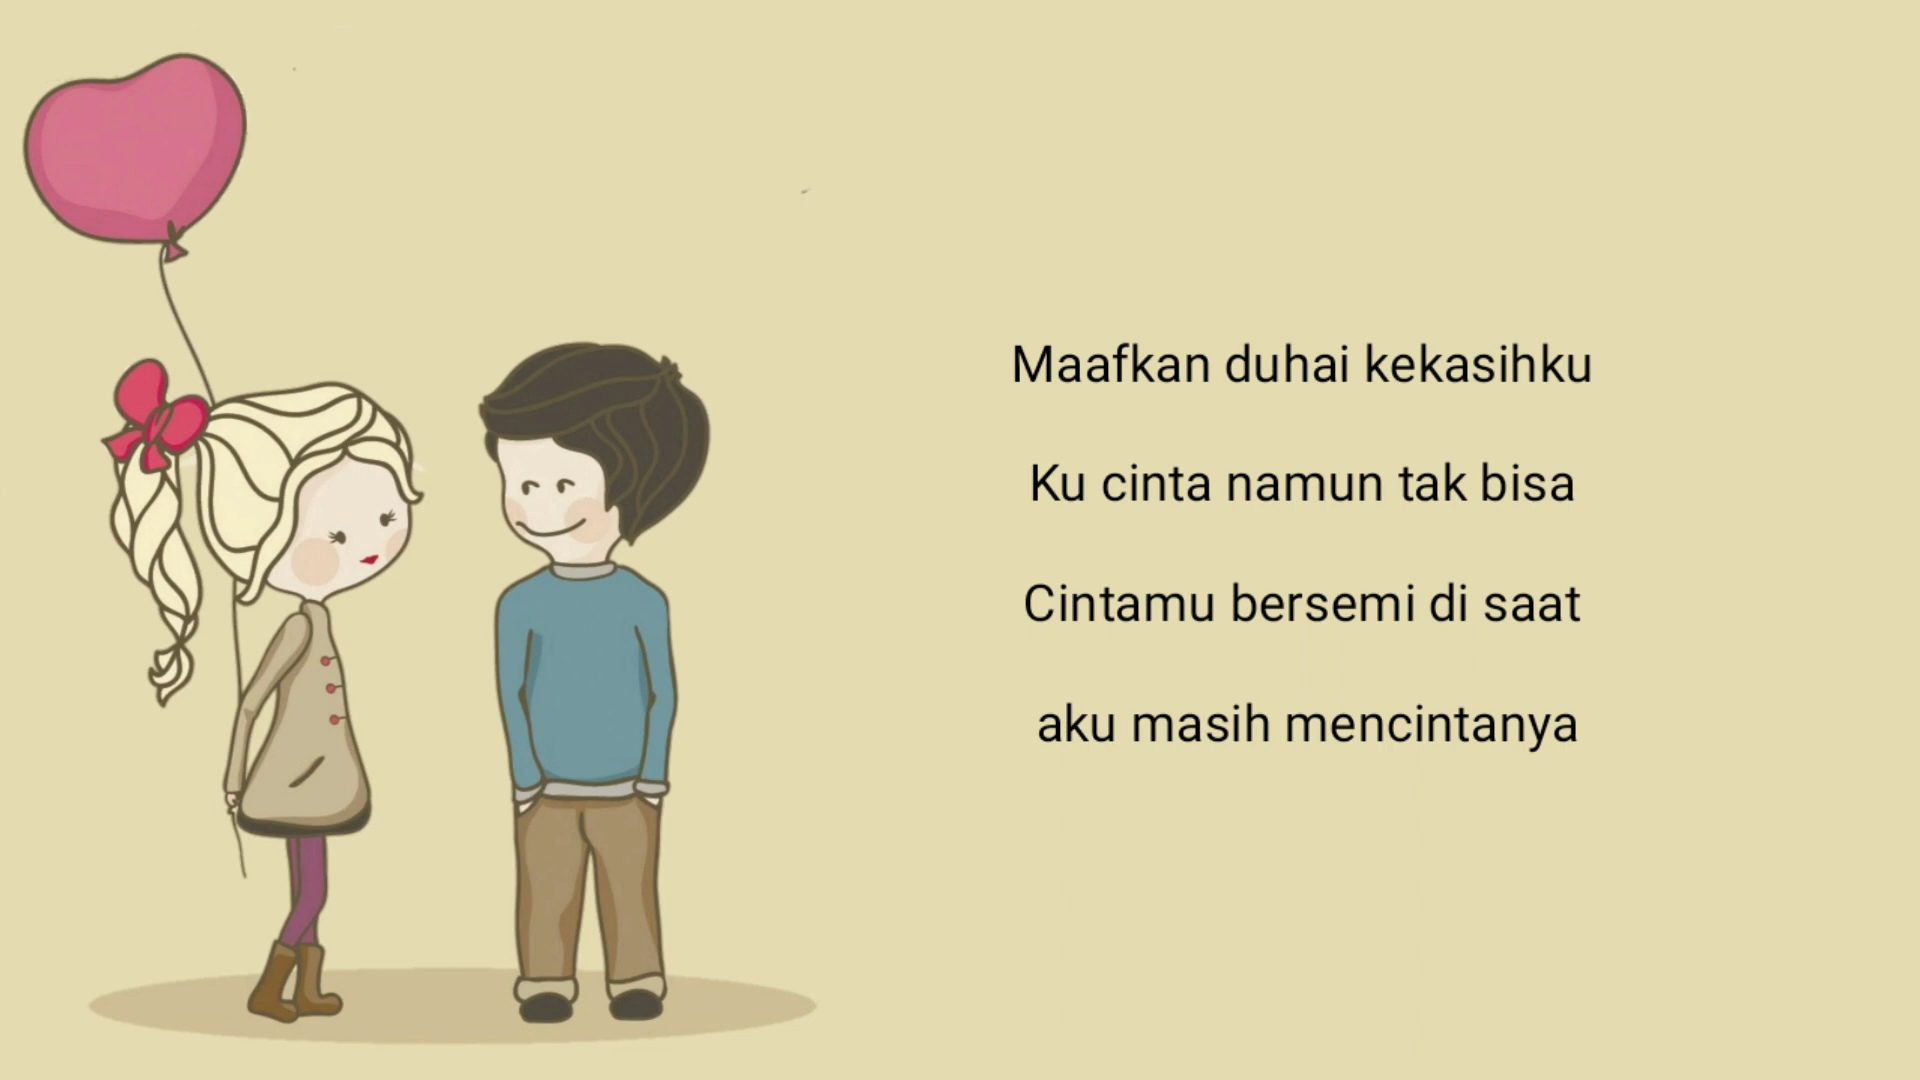 Maafkan duhai kekasihku
Ku cinta namun tak bisa
Cintamu bersemi di saat
aku masih mencintanya